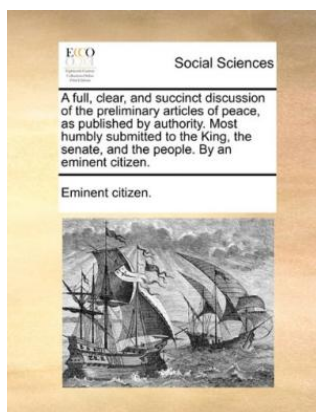 ECCO
Social Sciences
A full, clear, and succinct discussion
of the preliminary articles of peace,
as published by authority. Most
humbly submitted to the King, the
senate, and the people. By an
eminent citizen.
Eminent citizen.